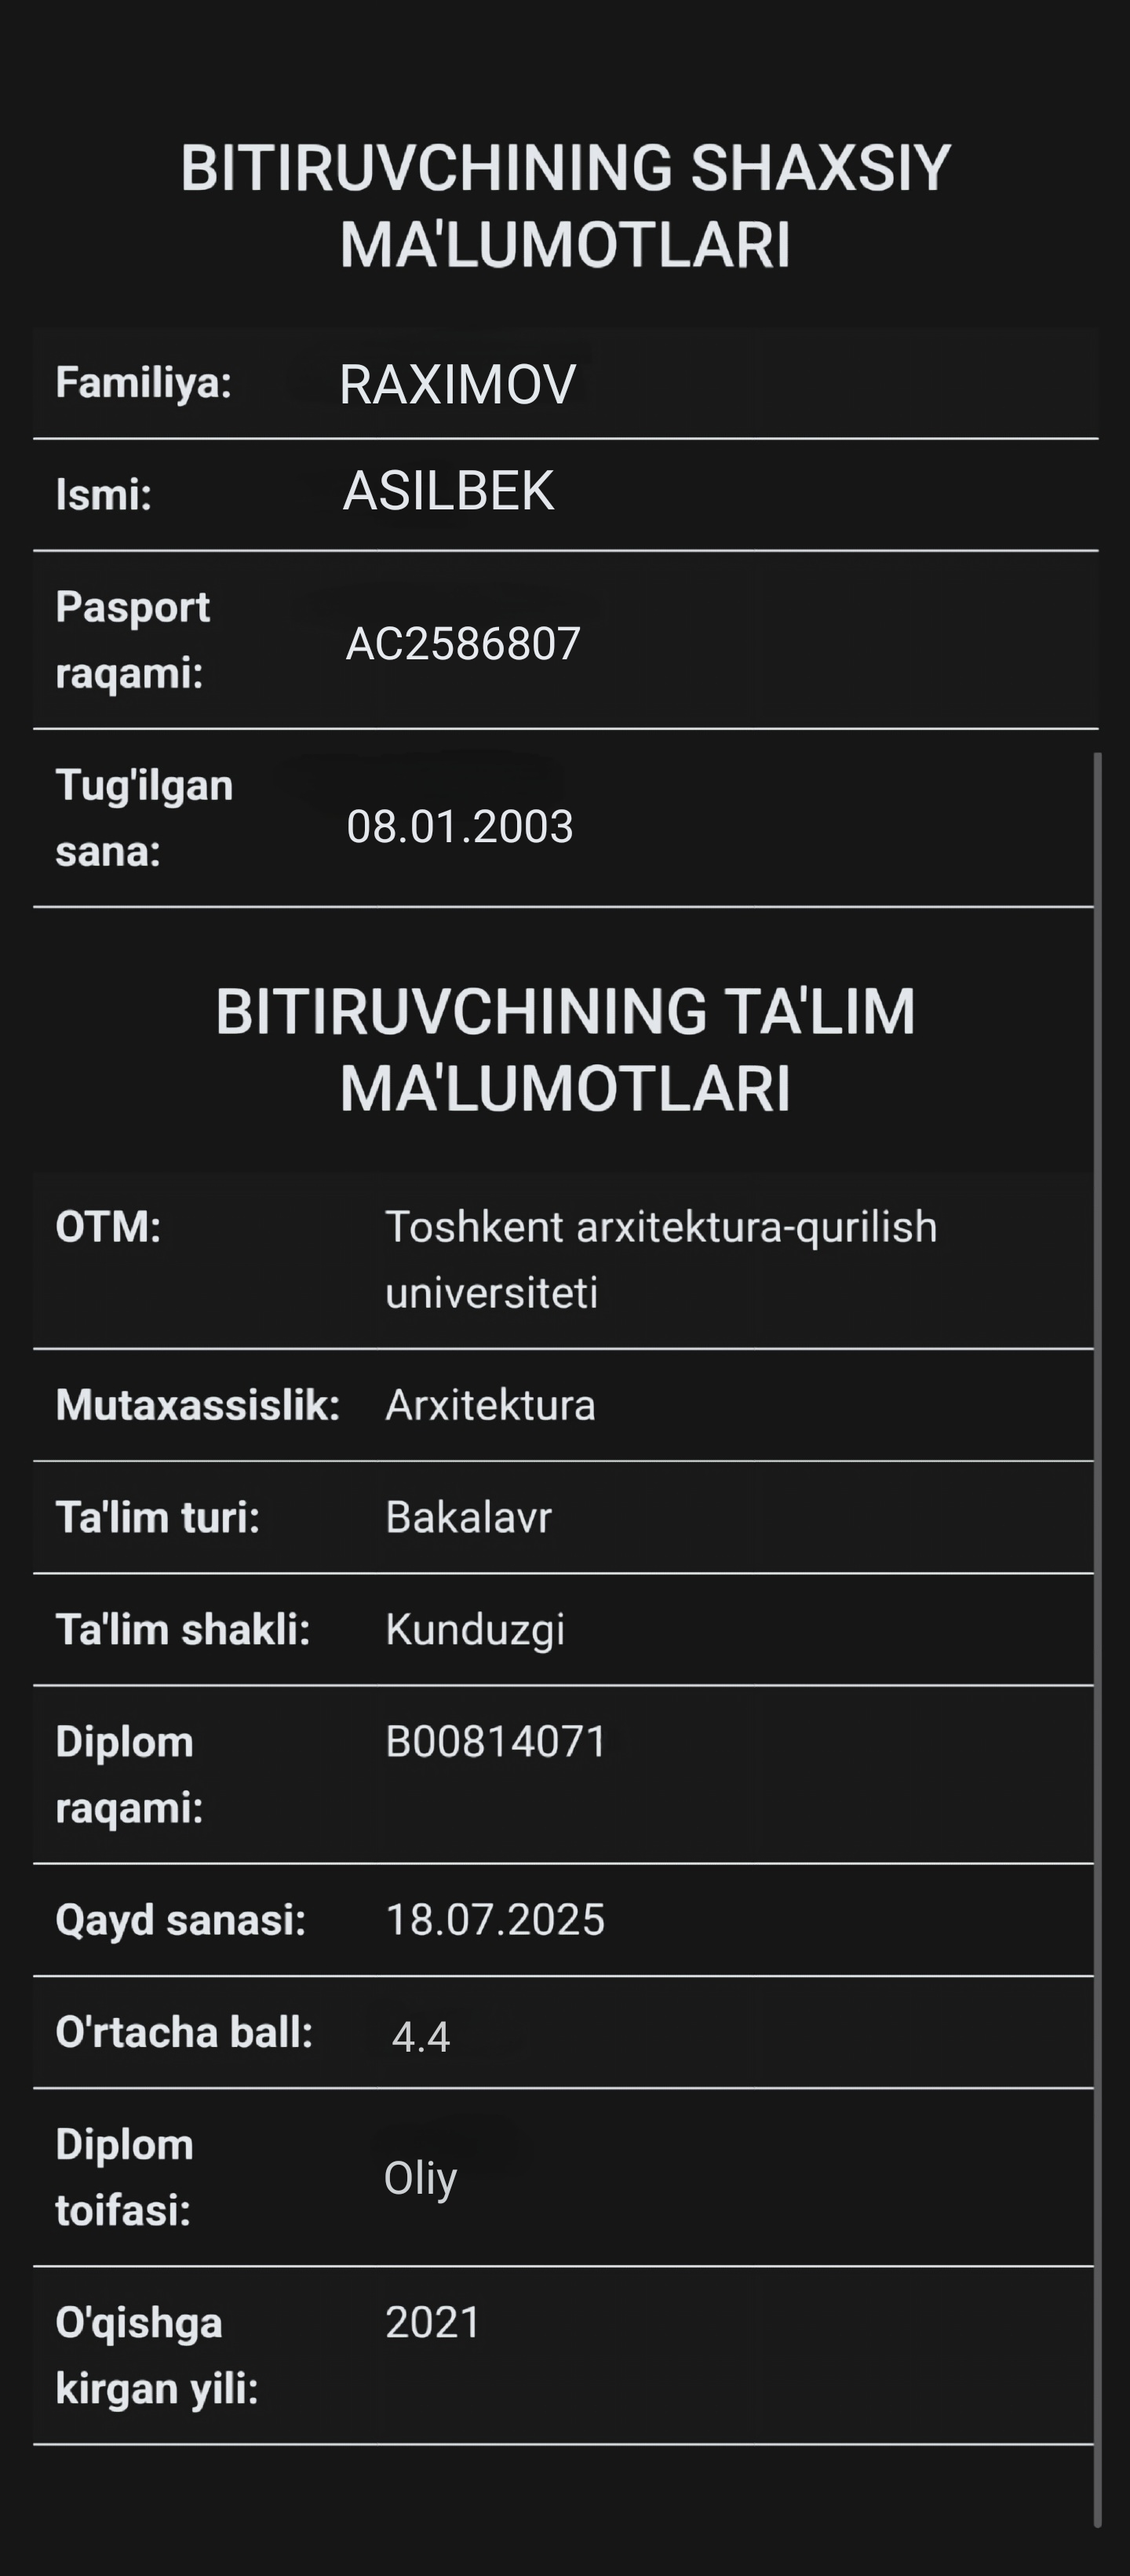 BITIRUVCHINING SHAXSIY
MA'LUMOTLARI
Familiya: RAXIMOV
Ismi: ASILBEK
Pasport
raqami: AC2586807
Tug'ilgan
sana: 08.01.2003
BITIRUVCHINING TA'LIM
MA'LUMOTLARI
OTM: Toshkent arxitektura-qurilish
universiteti
Mutaxassislik: Arxitektura
Ta'lim turi: Bakalavr
Ta'lim shakli: Kunduzgi
Diplom B00814071
raqami:
Qayd sanasi: 18.07.2025
O'rtacha ball: 4.4
Diplom
toifasi: Oliy
O'qishga 2021
kirgan yili: